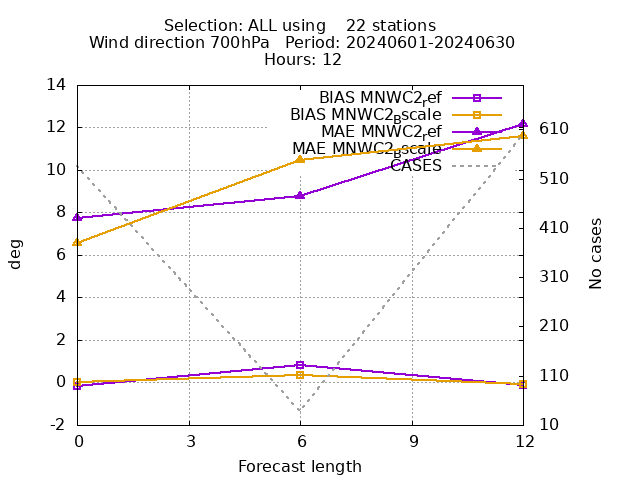 Selection: ALL using    22 stations
Wind direction 700hPa   Period: 20240601-20240630
Hours: 12
BIAS MNWC2_ref
BIAS MNWC2_Bscale
MAE MNWC2_ref
MAE MNWC2_Bscale
CASES
14
12
10
8
6
4
2
0
-2
deg
610
510
410
310
210
110
10
No cases
0 3 6 9 12
Forecast length